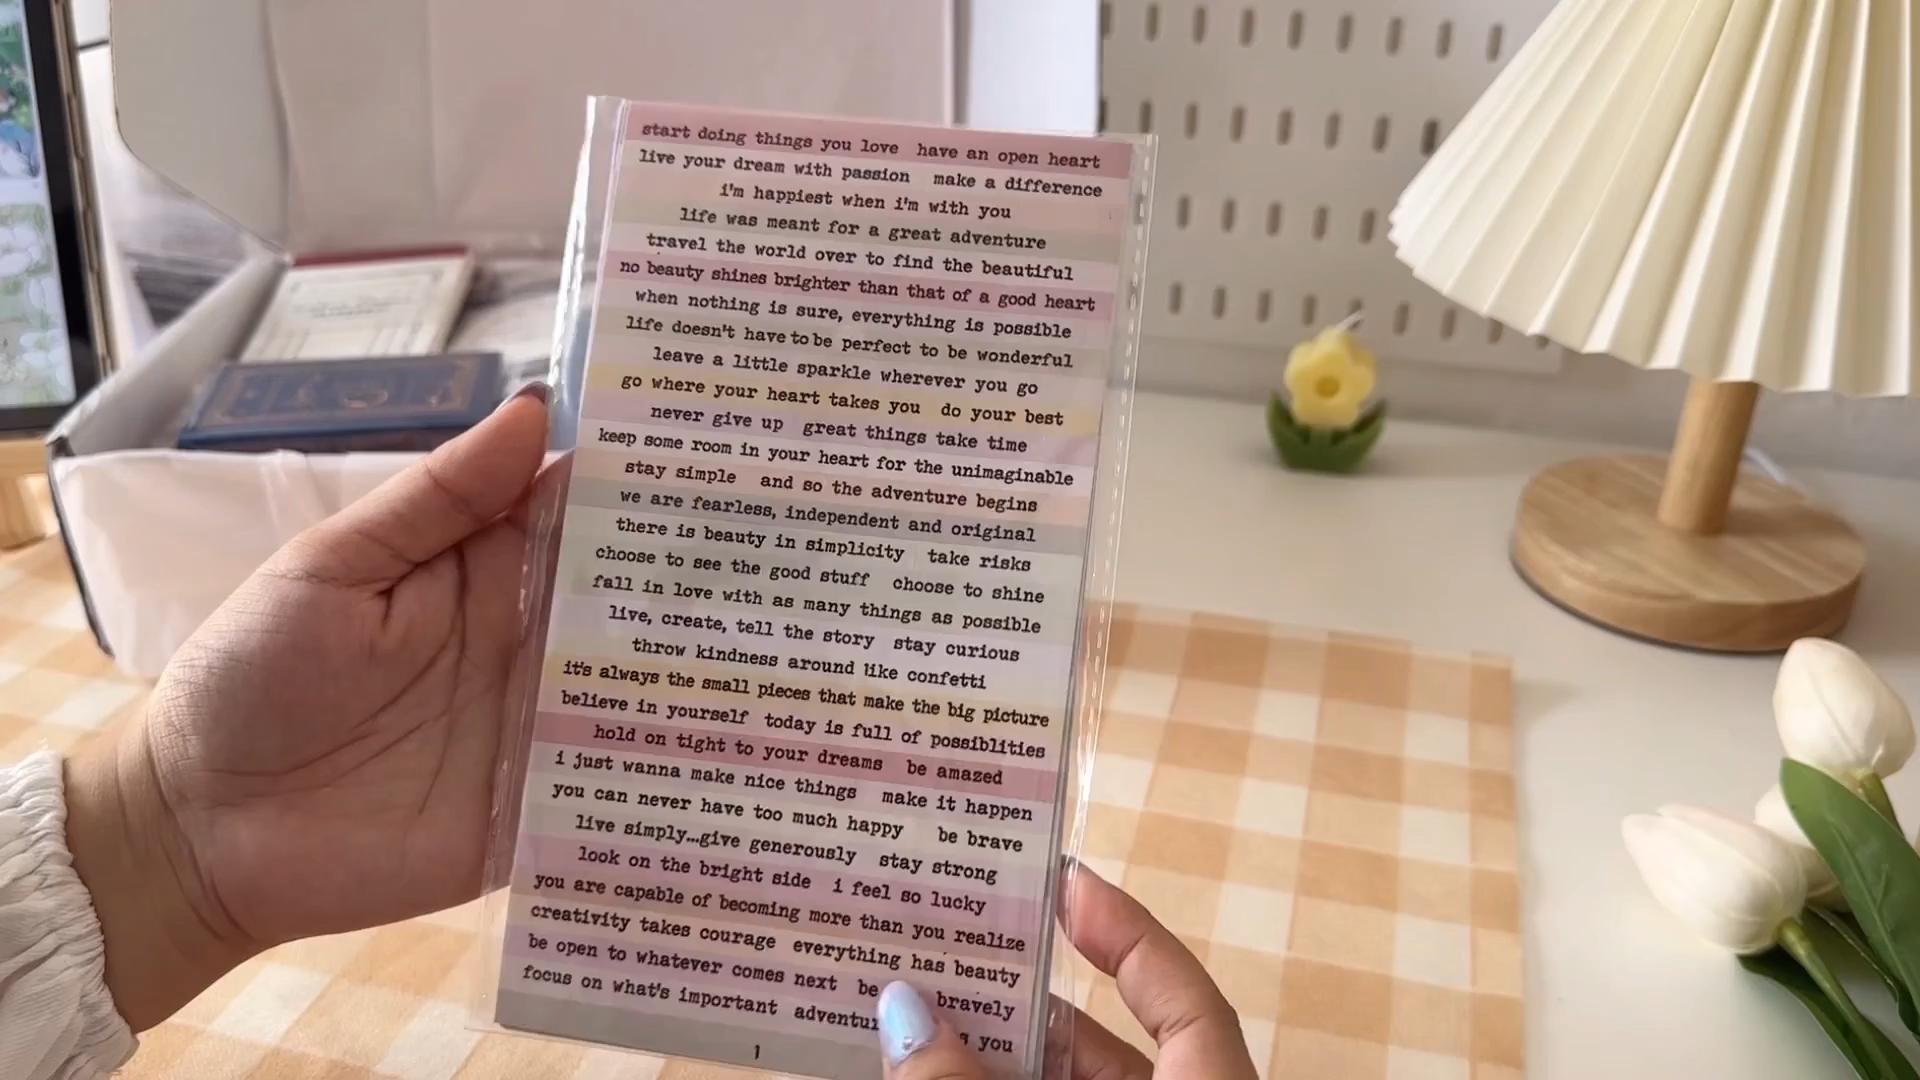 start doing things you love have an open heart
live your dream with passion make a difference
i'm happiest when i'm with you
life was meant for a great adventure
travel the world over to find the beautiful
no beauty shines brighter than that of a good heart
when nothing is sure, everything is possible
life doesn't have to be perfect to be wonderful
leave a little sparkle wherever you go
go where your heart takes you do your best
never give up great things take time
keep some room in your heart for the unimaginable
stay simple and so the adventure begins
we are fearless, independent and original
there is beauty in simplicity take risks
choose to see the good stuff choose to shine
fall in love with as many things as possible
live, create, tell the story stay curious
throw kindness around like confetti
it's always the small pieces that make the big picture
believe in yourself today is full of possiblities
hold on tight to your dreams be amazed
i just wanna make nice things make it happen
you can never have too much happy be brave
live simply...give generously stay strong
look on the bright side i feel so lucky
you are capable of becoming more than you realize
creativity takes courage everything has beauty
be open to whatever comes next be bravely
focus on what's important you
1